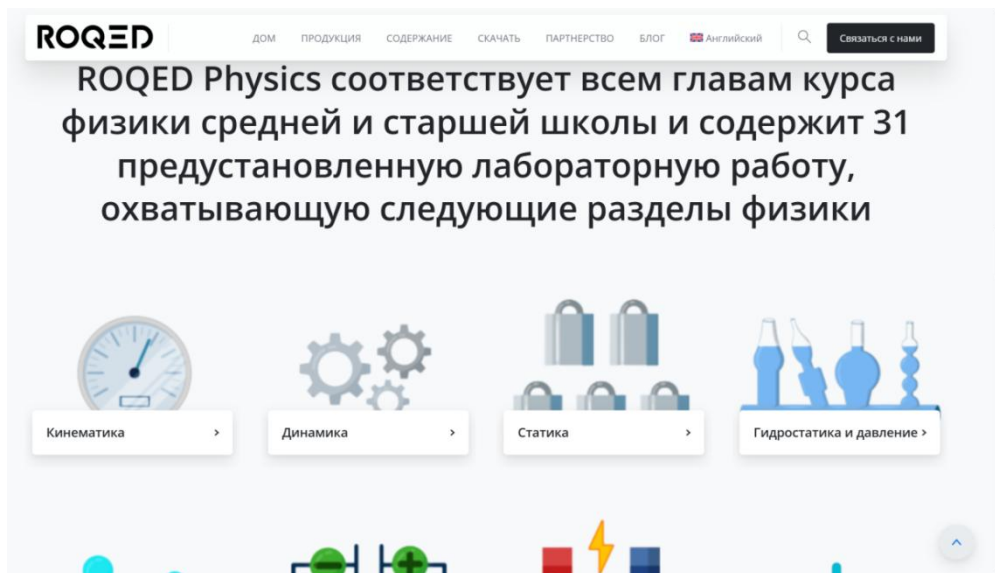 ROQED
ДОМ ПРОДУКЦИЯ СОДЕРЖАНИЕ СКАЧАТЬ ПАРТНЕРСТВО БЛОГ Английский Связаться с нами
ROQED Physics соответствует всем главам курса
физики средней и старшей школы и содержит 31
предустановленную лабораторную работу,
охватывающую следующие разделы физики
Кинематика
Динамика
Статика
Гидростатика и давление